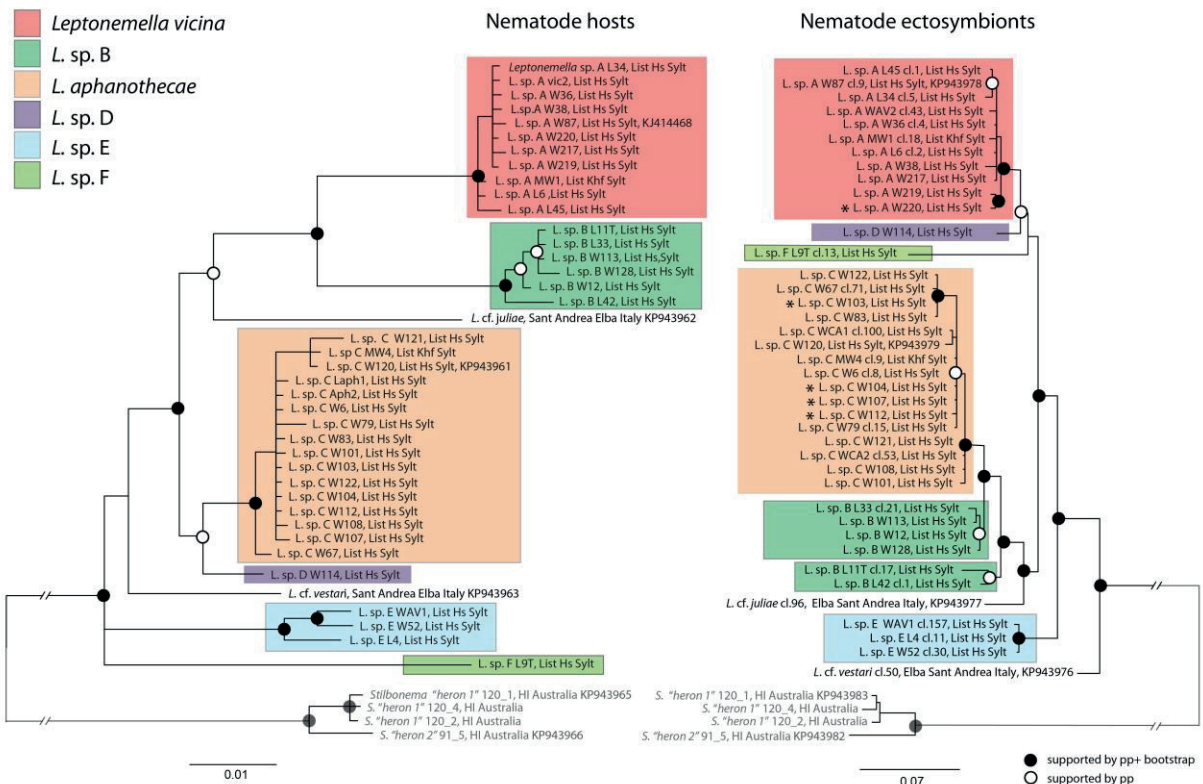 Leptonemella vicina
L. sp. B
L. aphanothecae
L. sp. D
L. sp. E
L. sp. F
Nematode hosts
Leptonemella sp. A L34, List Hs Sylt
L. sp. A vic2, List Hs Sylt
L. sp. A W36, List Hs Sylt
L. sp.A W38, List Hs Sylt
L. sp. A W87, List Hs Sylt, KJ414468
L. sp. A W220, List Hs Sylt
L. sp. A W217, List Hs Sylt
L. sp. A W219, List Hs Sylt
L. sp. A MW1, List Khf Sylt
L. sp. A L6 ,List Hs Sylt
L. sp. A L45, List Hs Sylt
L. sp. B L11T, List Hs Sylt
L. sp. B L33, List Hs Sylt
L. sp. B W113, List Hs,Sylt
L. sp. B W128, List Hs Sylt
L. sp. B W12, List Hs Sylt
L. sp. B L42, List Hs Sylt
L. cf. juliae, Sant Andrea Elba Italy KP943962
L. sp. C W121, List Hs Sylt
L. sp C MW4, List Khf Sylt
L. sp. C W120, List Hs Sylt, KP943961
L. sp. C Laph1, List Hs Sylt
L. sp. C Aph2, List Hs Sylt
L. sp. C W6, List Hs Sylt
L. sp. C W79, List Hs Sylt
L. sp. C W83, List Hs Sylt
L. sp. C W101, List Hs Sylt
L. sp. C W103, List Hs Sylt
L. sp. C W122, List Hs Sylt
L. sp. C W104, List Hs Sylt
L. sp. C W112, List Hs Sylt
L. sp. C W108, List Hs Sylt
L. sp. C W107, List Hs Sylt
L. sp. C W67, List Hs Sylt
L. sp. D W114, List Hs Sylt
L. cf. vestari, Sant Andrea Elba Italy KP943963
L. sp. E WAV1, List Hs Sylt
L. sp. E W52, List Hs Sylt
L. sp. E L4, List Hs Sylt
L. sp. F L9T, List Hs Sylt
Stilbonema "heron 1" 120_1, HI Australia KP943965
S. "heron 1" 120_4, HI Australia
S. "heron 1" 120_2, HI Australia
S. "heron 2" 91_5, HI Australia KP943966
0.01
Nematode ectosymbionts
L. sp. A L45 cl.1, List Hs Sylt
L. sp. A W87 cl.9, List Hs Sylt, KP943978
L. sp. A L34 cl.5, List Hs Sylt
L. sp. A WAV2 cl.43, List Hs Sylt
L. sp. A W36 cl.4, List Hs Sylt
L. sp. A MW1 cl.18, List Khf Sylt
L. sp. A L6 cl.2, List Hs Sylt
L. sp. A W38, List Hs Sylt
L. sp. A W217, List Hs Sylt
L. sp. A W219, List Hs Sylt
* L. sp. A W220, List Hs Sylt
L. sp. D W114, List Hs Sylt
L. sp. F L9T cl.13, List Hs Sylt
L. sp. C W122, List Hs Sylt
L. sp. C W67 cl.71, List Hs Sylt
* L. sp. C W103, List Hs Sylt
L. sp. C W83, List Hs Sylt
L. sp. C WCA1 cl.100, List Hs Sylt
L. sp. C W120, List Hs Sylt, KP943979
L. sp. C MW4 cl.9, List Khf Sylt
L. sp. C W6 cl.8, List Hs Sylt
* L. sp. C W104, List Hs Sylt
* L. sp. C W107, List Hs Sylt
* L. sp. C W112, List Hs Sylt
L. sp. C W79 cl.15, List Hs Sylt
L. sp. C W121, List Hs Sylt
L. sp. C WCA2 cl.53, List Hs Sylt
L. sp. C W108, List Hs Sylt
L. sp. C W101, List Hs Sylt
L. sp. B L33 cl.21, List Hs Sylt
L. sp. B W113, List Hs Sylt
L. sp. B W12, List Hs Sylt
L. sp. B W128, List Hs Sylt
L. sp. B L11T cl.17, List Hs Sylt
L. sp. B L42 cl.1, List Hs Sylt
L. cf. juliae cl.96, Elba Sant Andrea Italy, KP943977
L. sp. E WAV1 cl.157, List Hs Sylt
L. sp. E L4 cl.11, List Hs Sylt
L. sp. E W52 cl.30, List Hs Sylt
L. cf. vestari cl.50, Elba Sant Andrea Italy, KP943976
S. "heron 1" 120_1, HI Australia KP943983
S. "heron 1" 120_4, HI Australia
S. "heron 1" 120_2, HI Australia
S. "heron 2" 91_5, HI Australia KP943982
0.07
supported by pp+ bootstrap
supported by pp